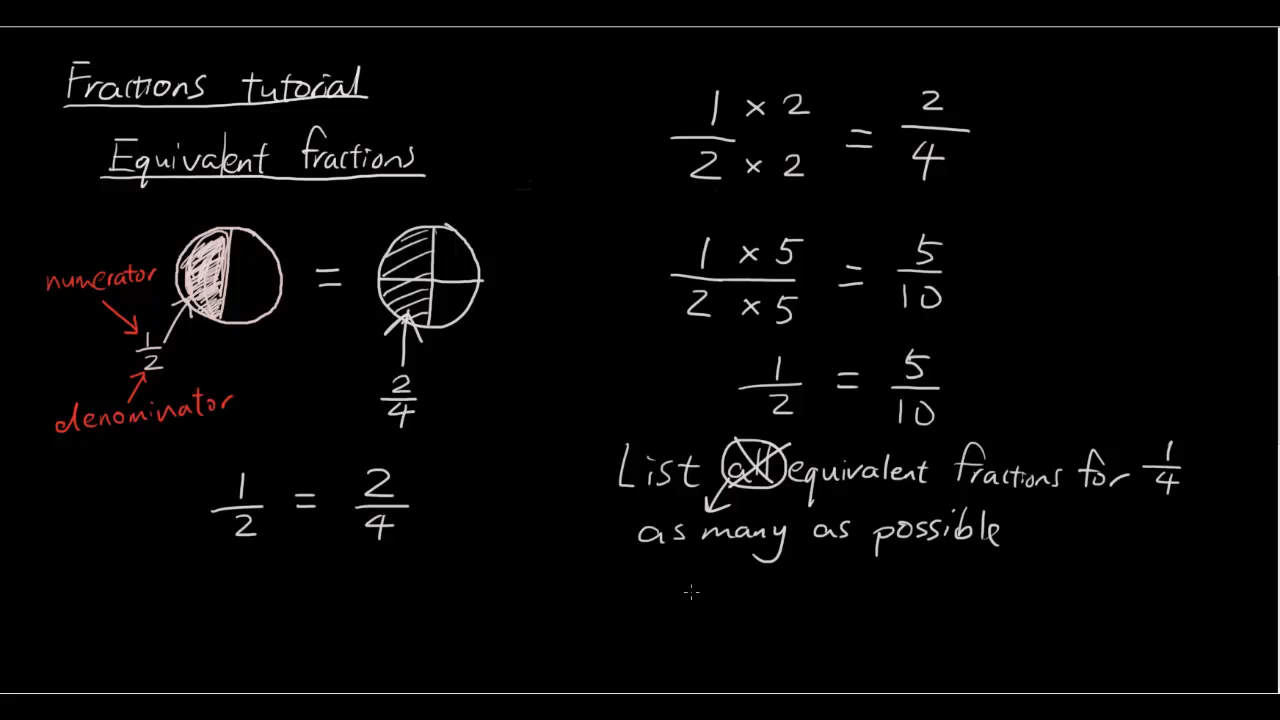 Fractions tutorial
Equivalent fractions
numerator
1/2
denominator
=
2/4
1/2 = 2/4
1 × 2 / 2 × 2 = 2/4
1 × 5 / 2 × 5 = 5/10
1/2 = 5/10
List all equivalent fractions for 1/4
as many as possible